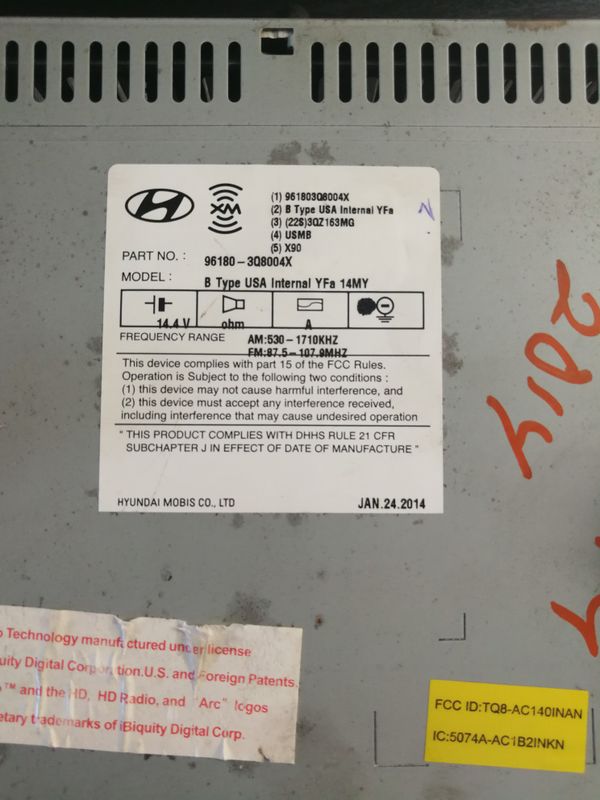 XM
(1) 961803Q8004X
(2) B Type USA Internal YFa
(3) (22S)3QZ163MG
(4) USMB
(5) X90
N
PART NO. : 96180-3Q8004X
MODEL : B Type USA Internal YFa 14MY
14.4 V ohm A
FREQUENCY RANGE AM:530-1710KHZ
FM:87.5-107.9MHZ
This device complies with part 15 of the FCC Rules.
Operation is Subject to the following two conditions :
(1) this device may not cause harmful interference, and
(2) this device must accept any interference received,
including interference that may cause undesired operation
" THIS PRODUCT COMPLIES WITH DHHS RULE 21 CFR
SUBCHAPTER J IN EFFECT OF DATE OF MANUFACTURE "
HYUNDAI MOBIS CO., LTD JAN.24.2014
2014
o Technology manufactured under license
quity Digital Corporation.U.S. and Foreign Patents.
™ and the HD, HD Radio, and "Arc" logos
etary trademarks of iBiquity Digital Corp.
FCC ID:TQ8-AC140INAN
IC:5074A-AC1B2INKN